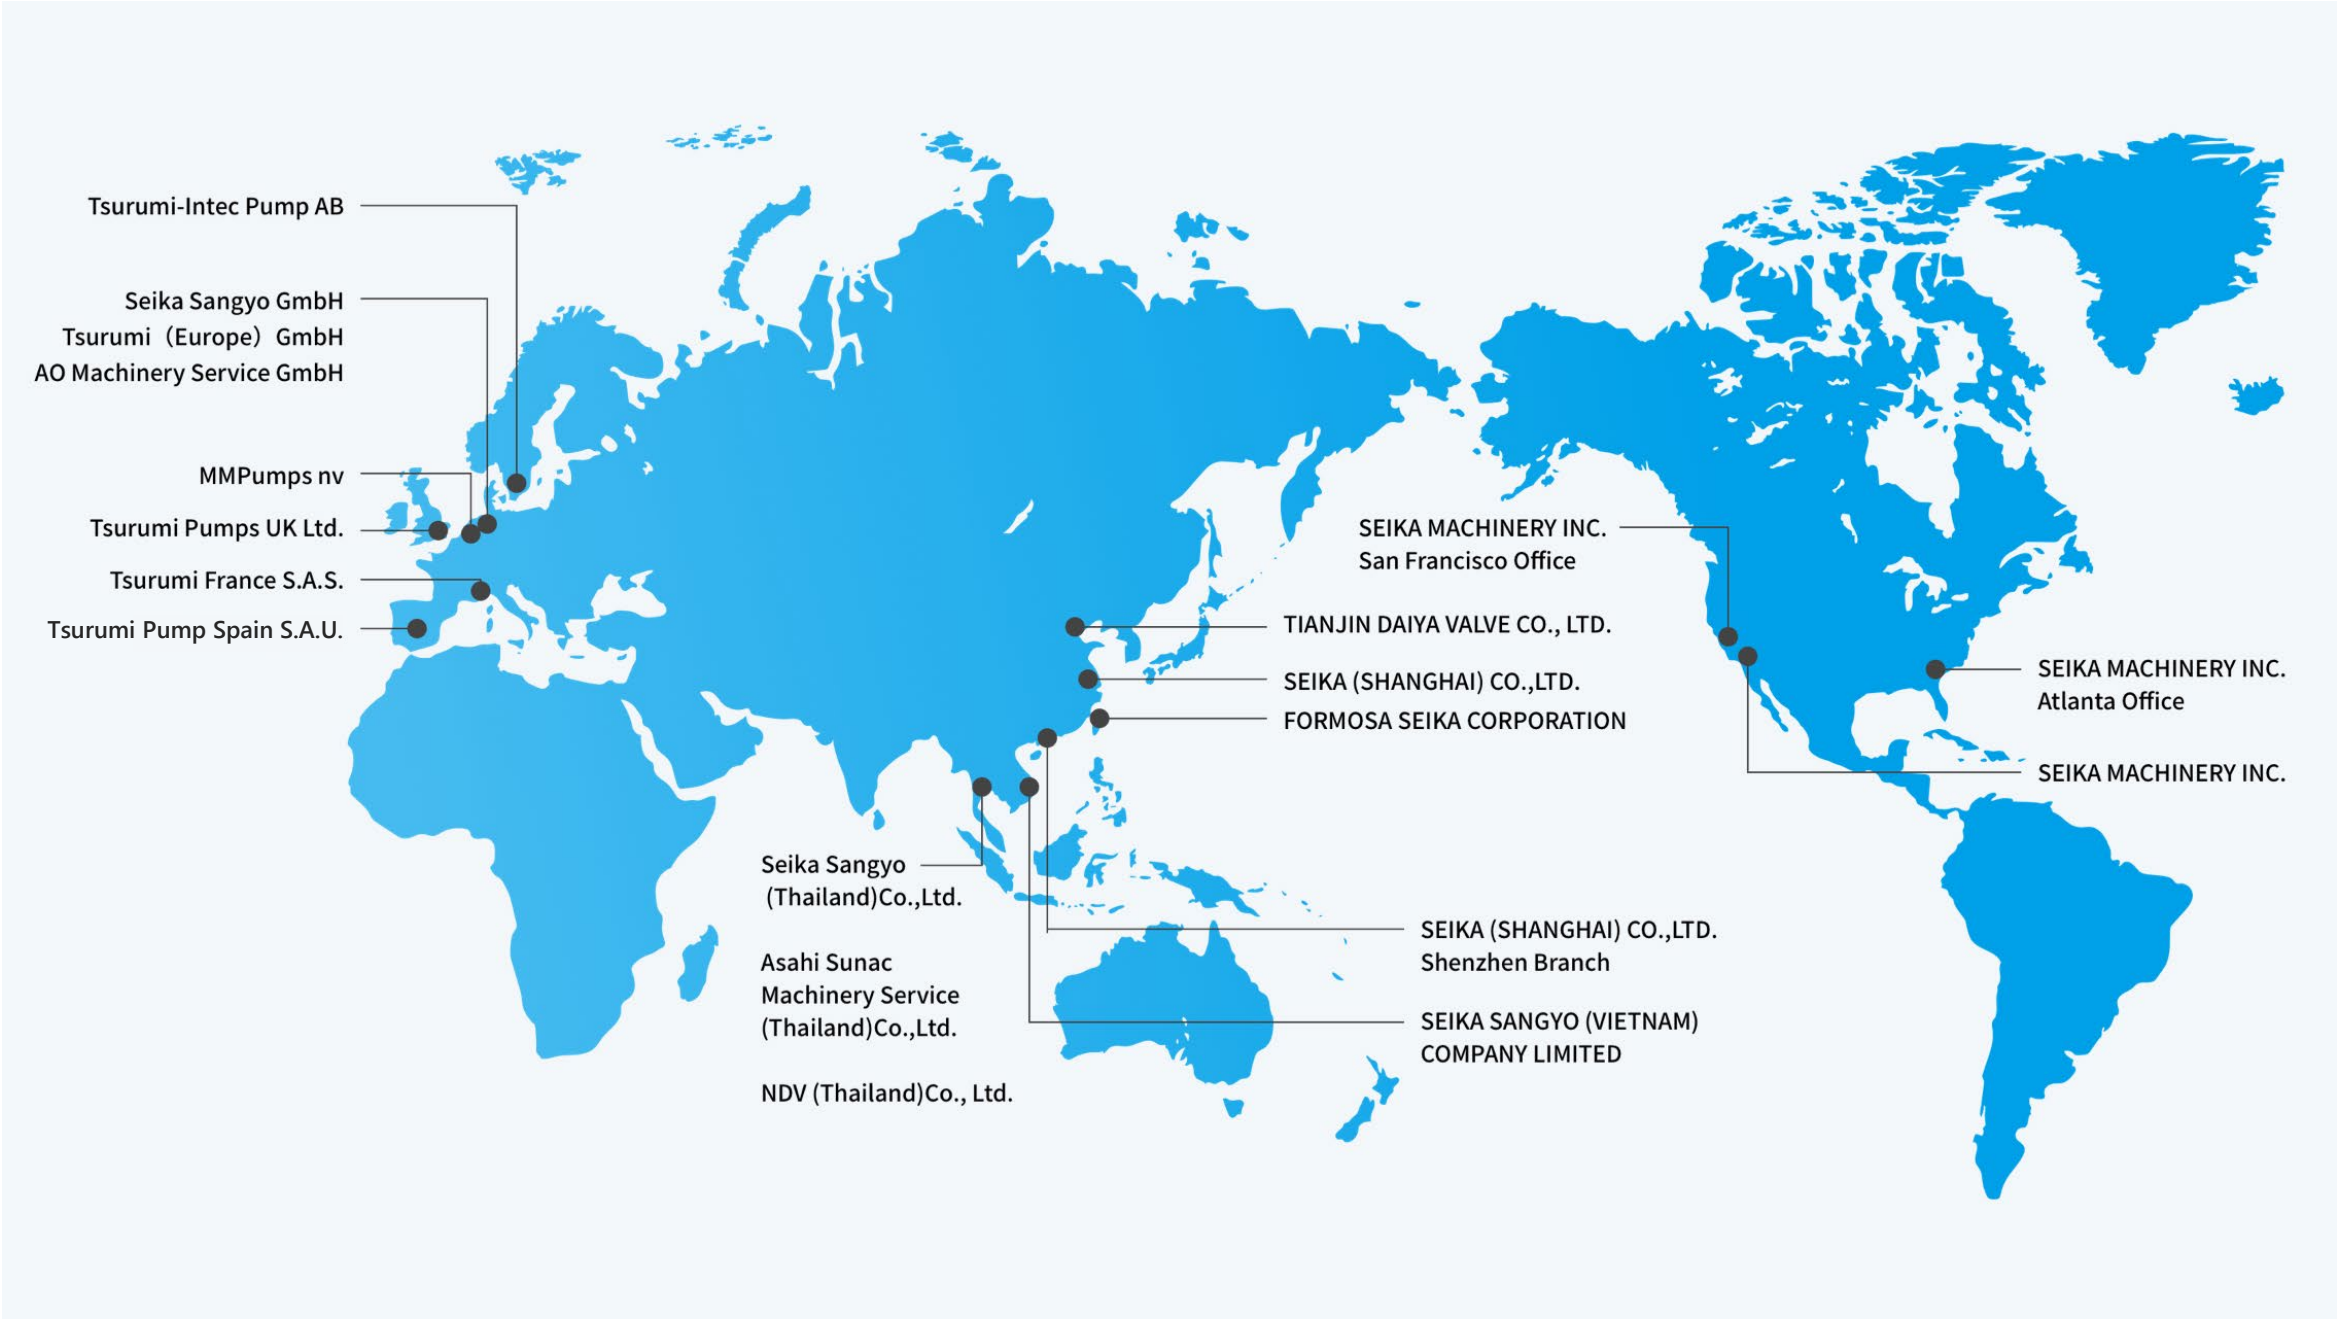 Tsurumi-Intec Pump AB
Seika Sangyo GmbH
Tsurumi（Europe）GmbH
AO Machinery Service GmbH
MMPumps nv
Tsurumi Pumps UK Ltd.
Tsurumi France S.A.S.
Tsurumi Pump Spain S.A.U.
Seika Sangyo
(Thailand)Co.,Ltd.
Asahi Sunac
Machinery Service
(Thailand)Co.,Ltd.
NDV (Thailand)Co., Ltd.
SEIKA MACHINERY INC.
San Francisco Office
TIANJIN DAIYA VALVE CO., LTD.
SEIKA (SHANGHAI) CO.,LTD.
FORMOSA SEIKA CORPORATION
SEIKA (SHANGHAI) CO.,LTD.
Shenzhen Branch
SEIKA SANGYO (VIETNAM)
COMPANY LIMITED
SEIKA MACHINERY INC.
Atlanta Office
SEIKA MACHINERY INC.